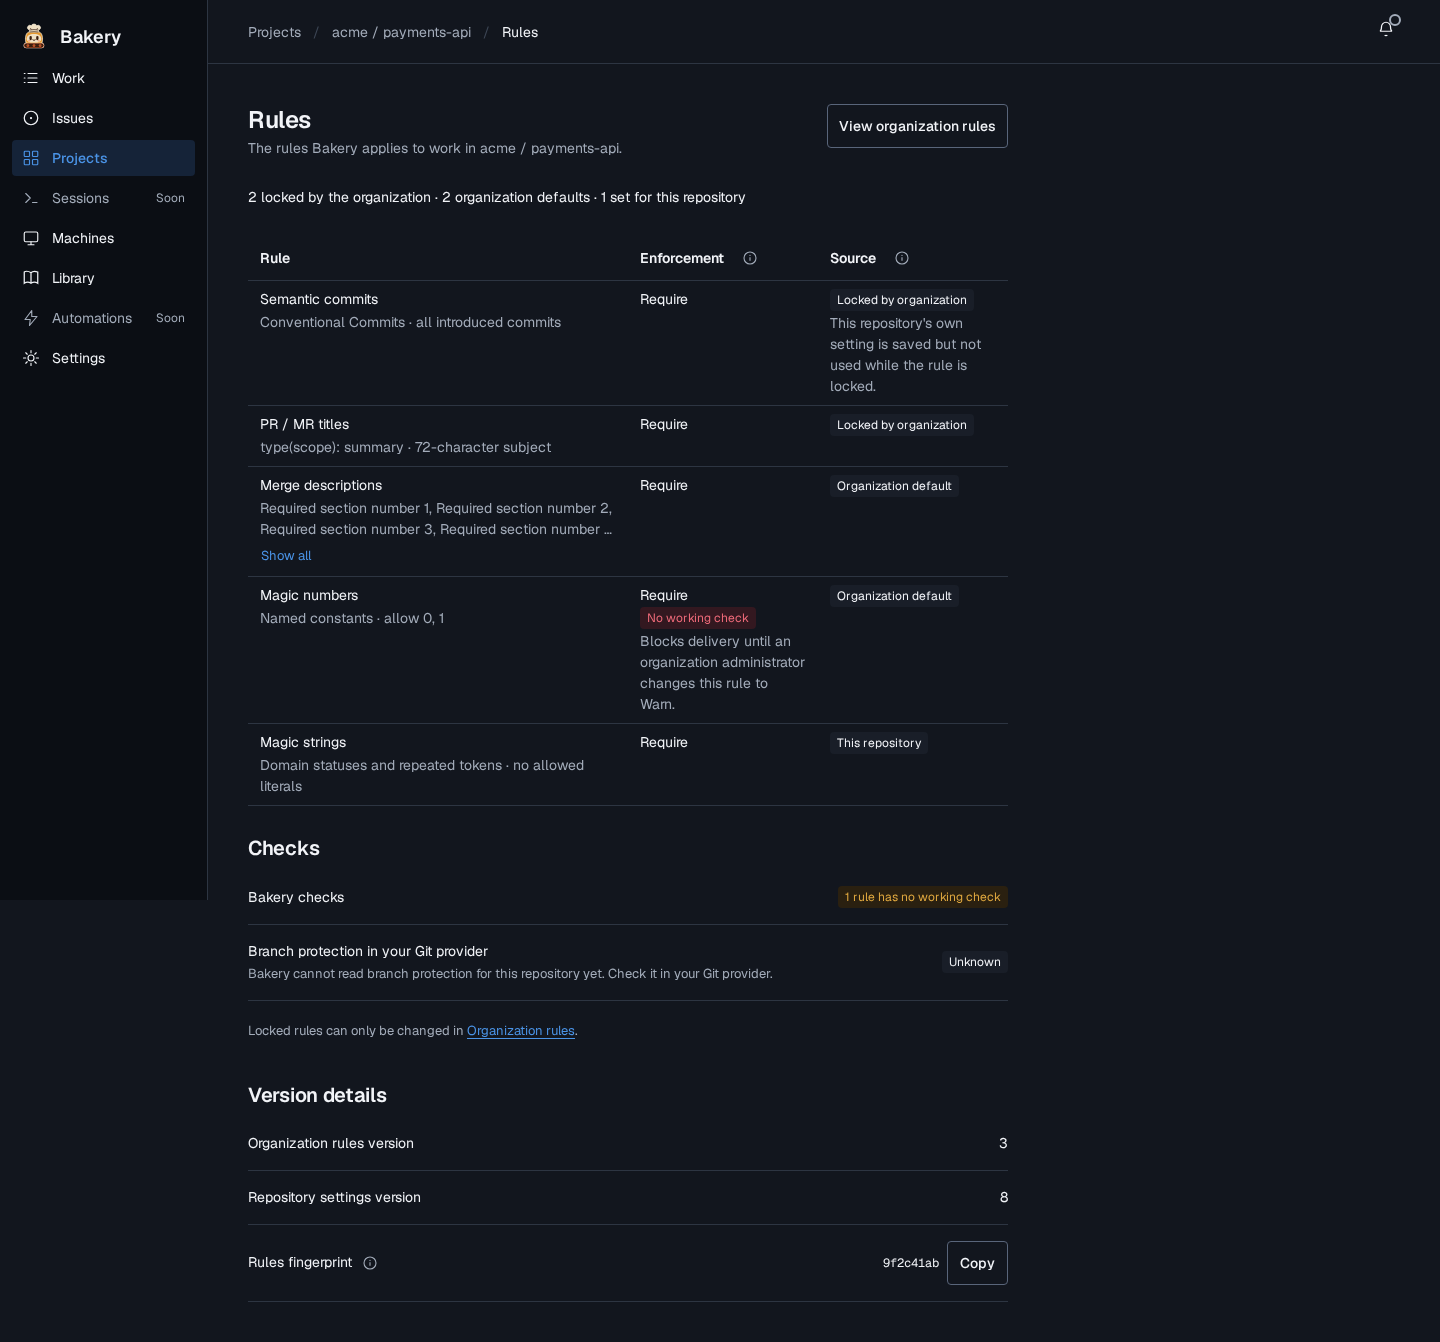 Bakery
Work
Issues
Projects
Sessions Soon
Machines
Library
Automations Soon
Settings
Projects / acme / payments-api / Rules
Rules
View organization rules
The rules Bakery applies to work in acme / payments-api.
2 locked by the organization · 2 organization defaults · 1 set for this repository
Rule Enforcement Source
Semantic commits Require Locked by organization
Conventional Commits · all introduced commits
This repository's own
setting is saved but not
used while the rule is
locked.
PR / MR titles Require Locked by organization
type(scope): summary · 72-character subject
Merge descriptions Require Organization default
Required section number 1, Required section number 2,
Required section number 3, Required section number ...
Show all
Magic numbers Require Organization default
Named constants · allow 0, 1
No working check
Blocks delivery until an
organization administrator
changes this rule to
Warn.
Magic strings Require This repository
Domain statuses and repeated tokens · no allowed
literals
Checks
Bakery checks 1 rule has no working check
Branch protection in your Git provider
Bakery cannot read branch protection for this repository yet. Check it in your Git provider.
Unknown
Locked rules can only be changed in Organization rules.
Version details
Organization rules version 3
Repository settings version 8
Rules fingerprint 9f2c41ab Copy